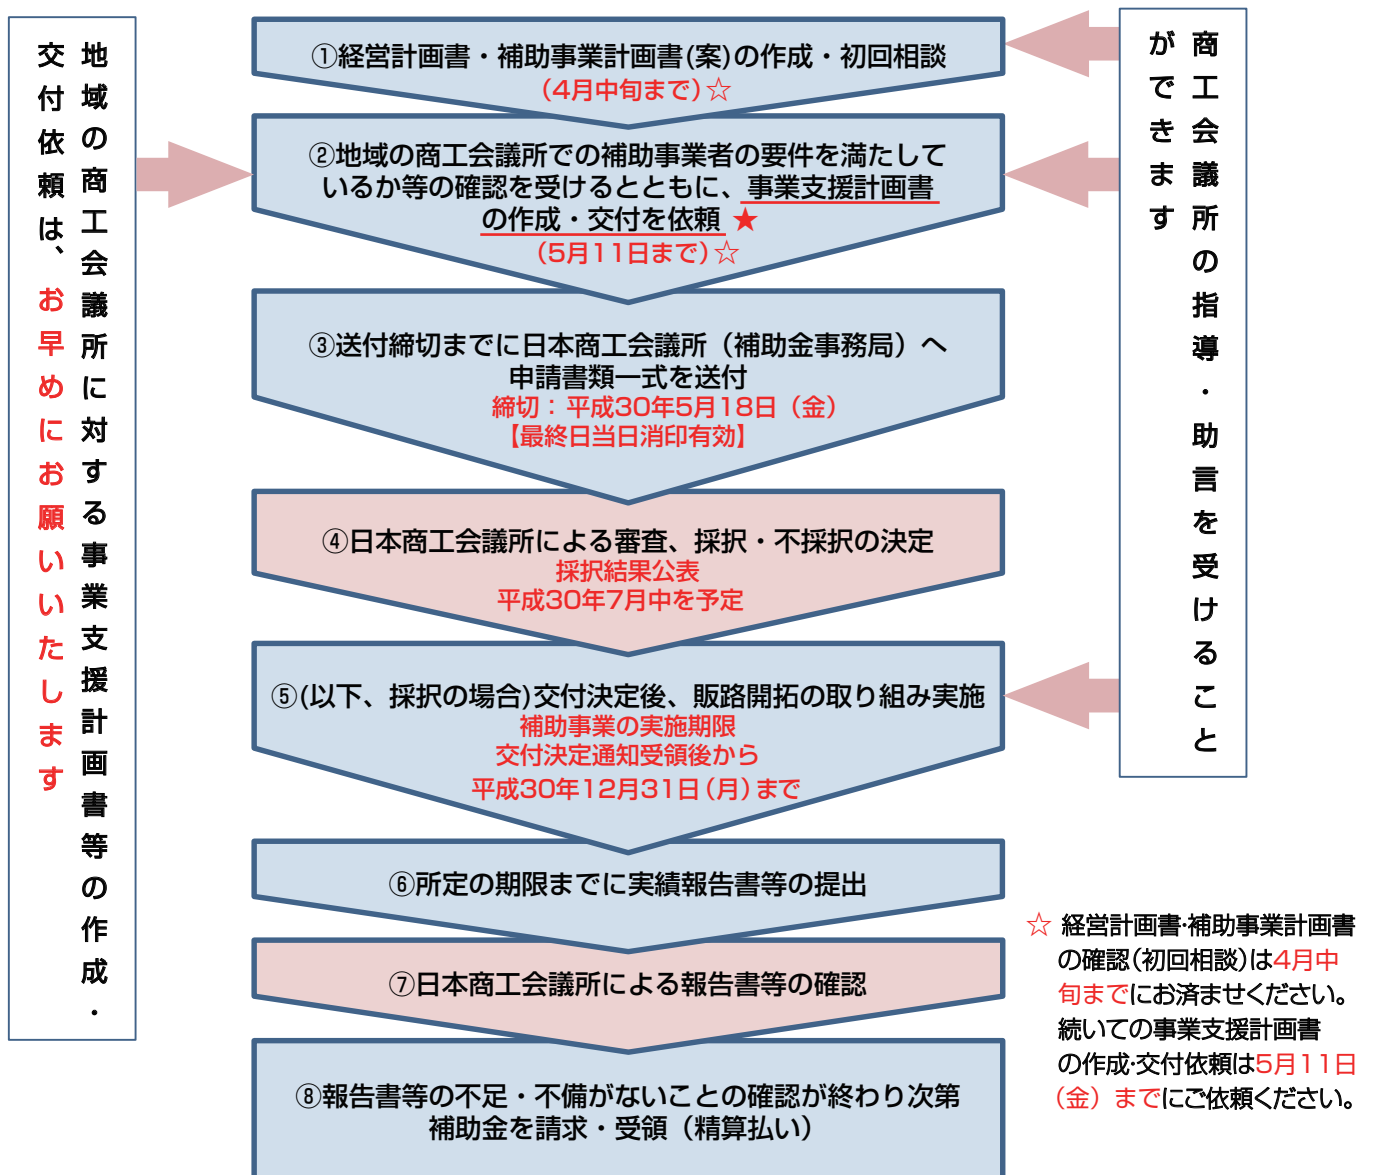 地域の商工会議所に対する事業支援計画書等の作成・
交付依頼は、お早めにお願いいたします
①経営計画書・補助事業計画書(案)の作成・初回相談
(4月中旬まで)☆
②地域の商工会議所での補助事業者の要件を満たして
いるか等の確認を受けるとともに、事業支援計画書
の作成・交付を依頼 ★
(5月11日まで)☆
③送付締切までに日本商工会議所（補助金事務局）へ
申請書類一式を送付
締切：平成30年5月18日（金）
【最終日当日消印有効】
④日本商工会議所による審査、採択・不採択の決定
採択結果公表
平成30年7月中を予定
⑤(以下、採択の場合)交付決定後、販路開拓の取り組み実施
補助事業の実施期限
交付決定通知受領後から
平成30年12月31日(月)まで
⑥所定の期限までに実績報告書等の提出
⑦日本商工会議所による報告書等の確認
⑧報告書等の不足・不備がないことの確認が終わり次第
補助金を請求・受領（精算払い）
商工会議所の指導・助言を受けること
ができます
☆ 経営計画書・補助事業計画書
の確認(初回相談)は4月中
旬までにお済ませください。
続いての事業支援計画書
の作成・交付依頼は5月11日
（金）までにご依頼ください。